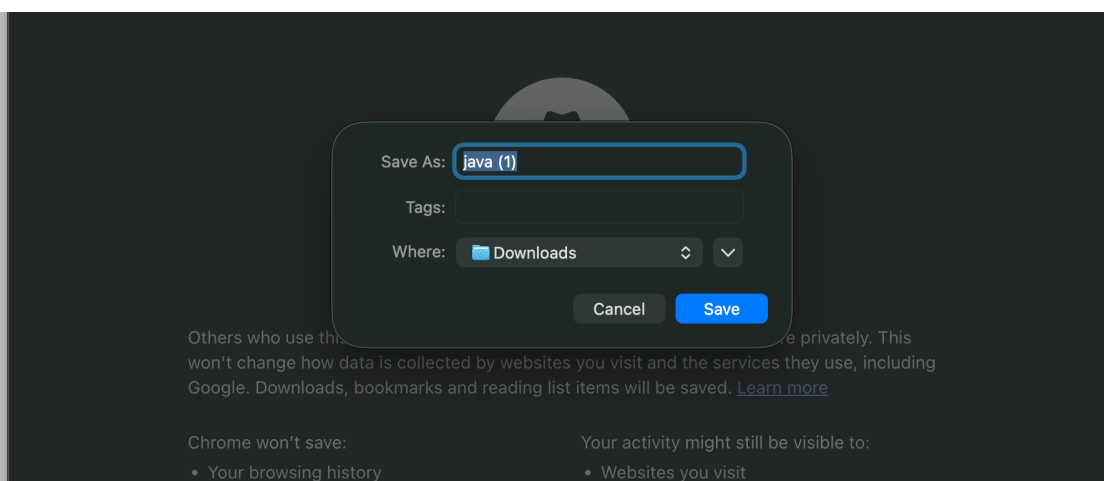 Save As: java (1)
Tags:
Where: Downloads
Cancel Save
Others who use this e privately. This
won't change how data is collected by websites you visit and the services they use, including
Google. Downloads, bookmarks and reading list items will be saved. Learn more
Chrome won't save:
• Your browsing history
Your activity might still be visible to:
• Websites you visit